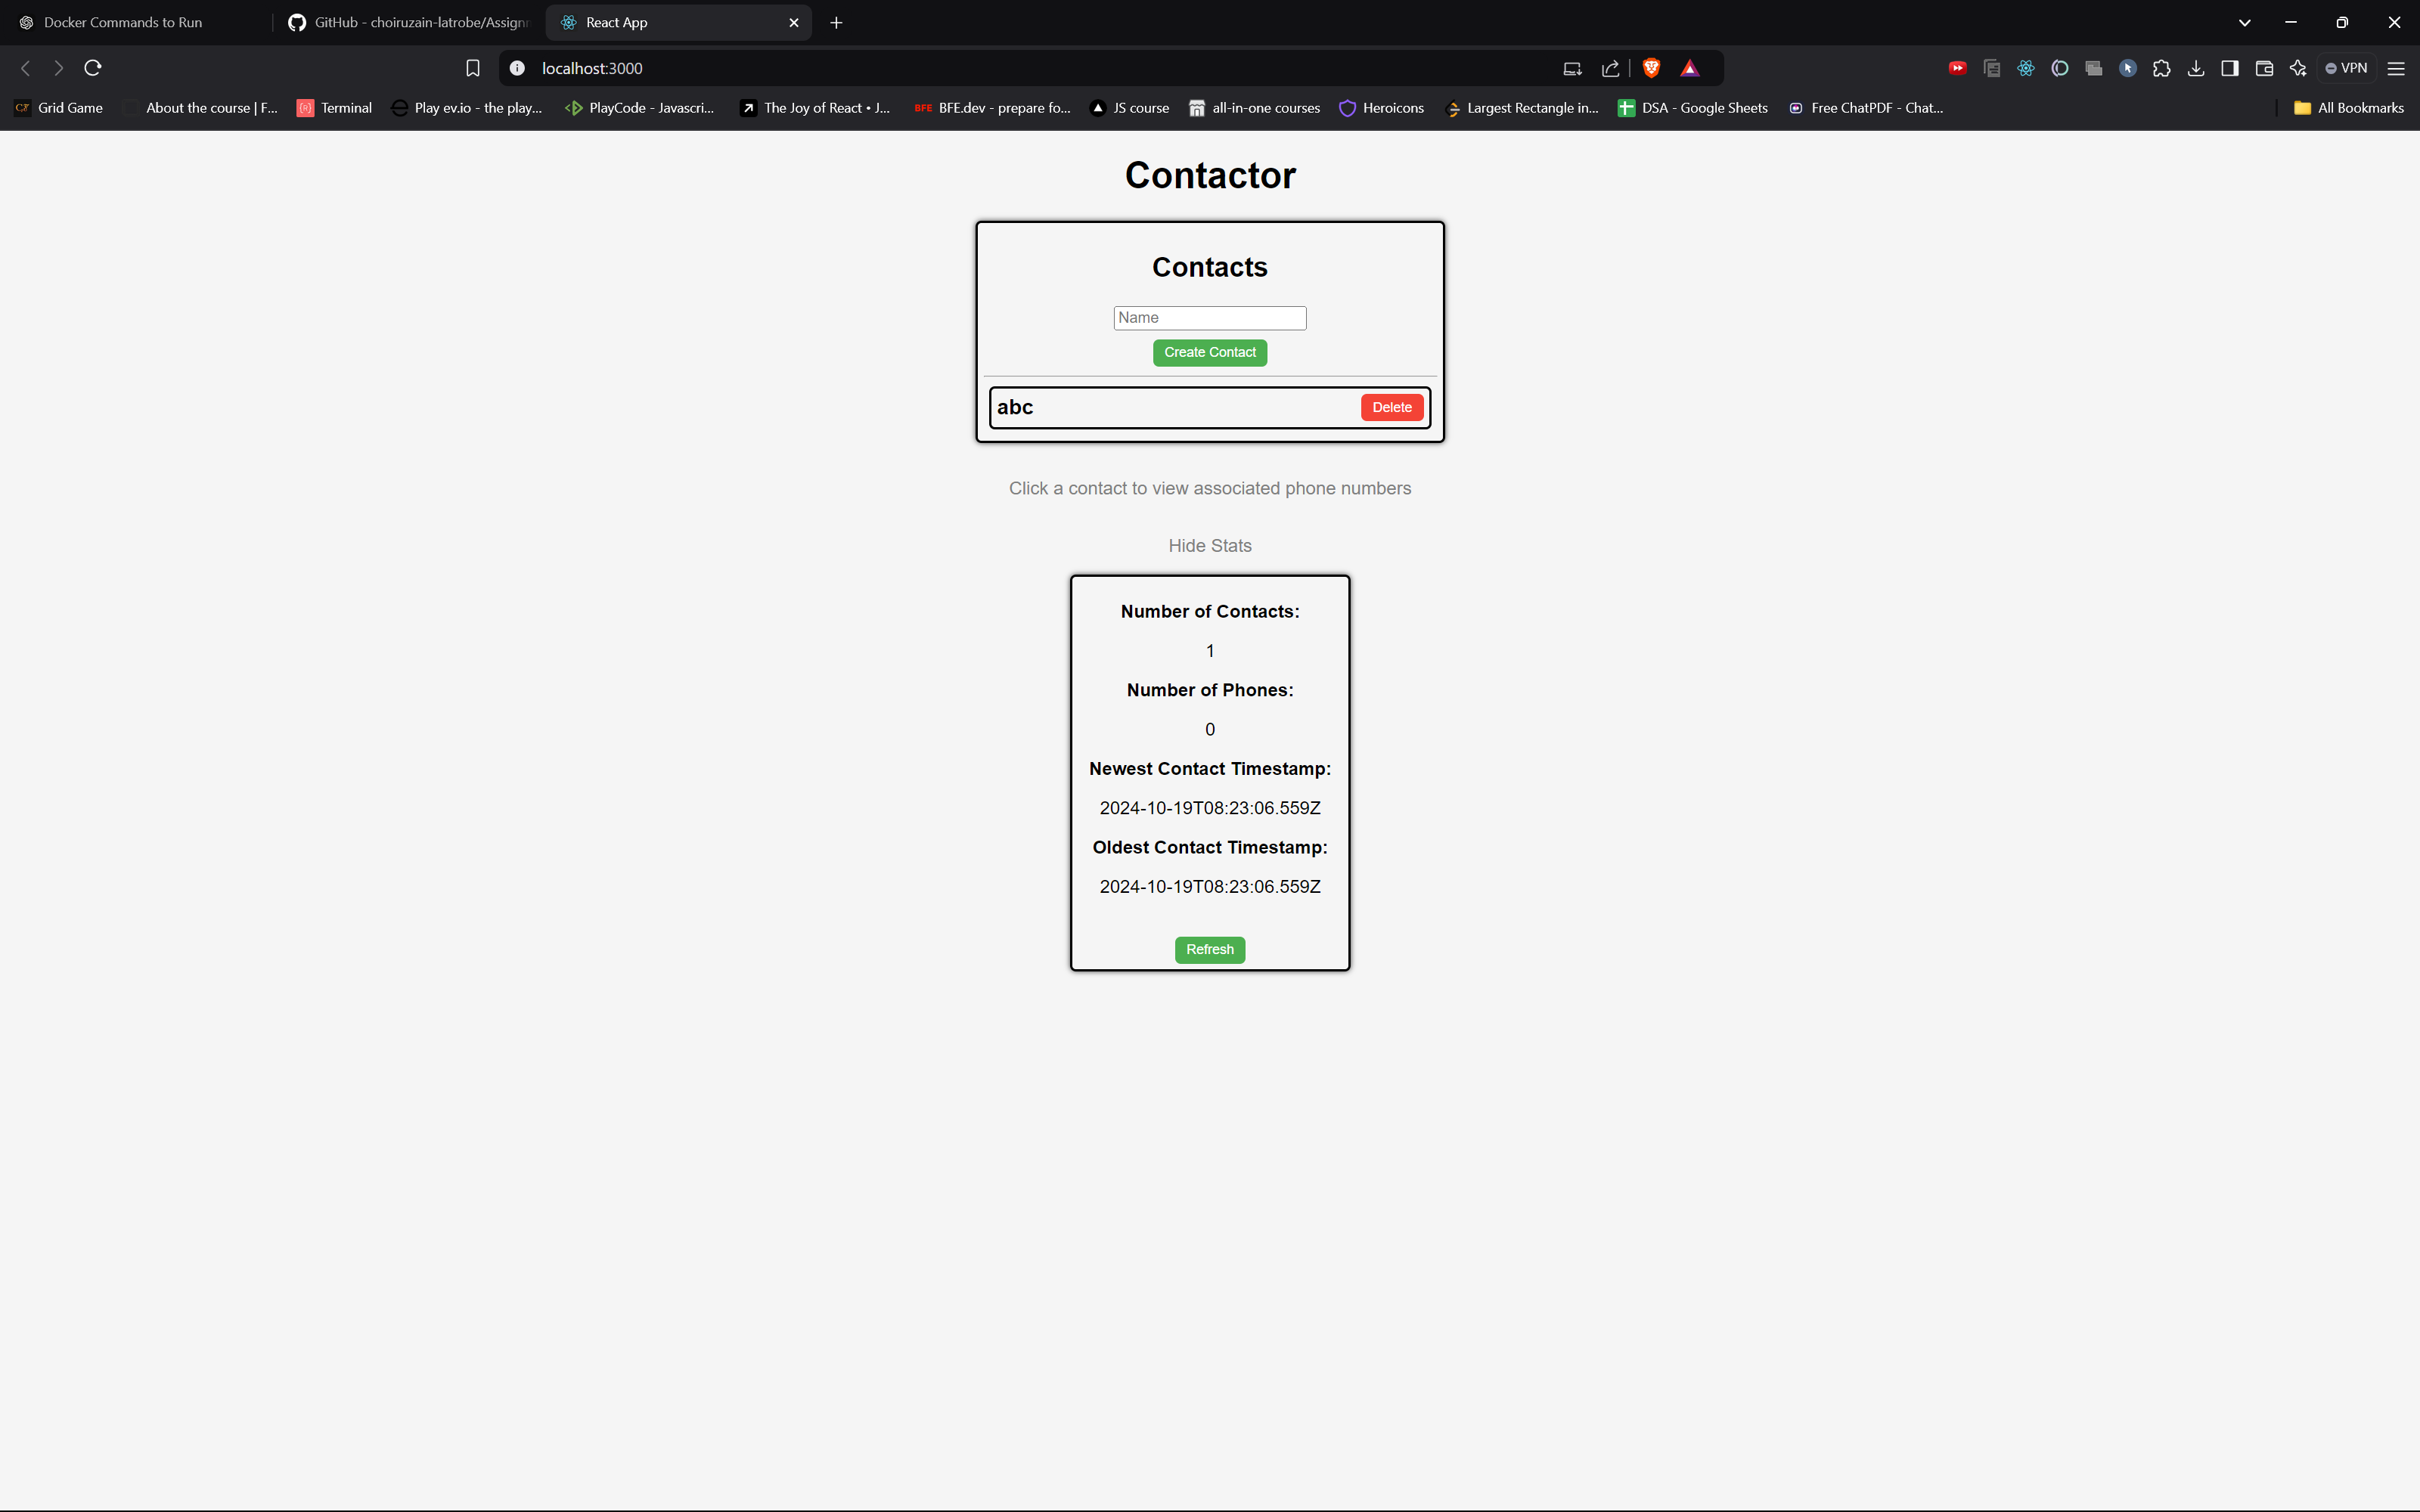 Docker Commands to Run
GitHub - choiruzain-latrobe/Assign
React App
localhost:3000
VPN
Grid Game
About the course | F...
Terminal
Play ev.io - the play...
PlayCode - Javascri...
The Joy of React • J...
BFE BFE.dev - prepare fo...
JS course
all-in-one courses
Heroicons
Largest Rectangle in...
DSA - Google Sheets
Free ChatPDF - Chat...
All Bookmarks
Contactor
Contacts
Name
Create Contact
abc
Delete
Click a contact to view associated phone numbers
Hide Stats
Number of Contacts:
1
Number of Phones:
0
Newest Contact Timestamp:
2024-10-19T08:23:06.559Z
Oldest Contact Timestamp:
2024-10-19T08:23:06.559Z
Refresh